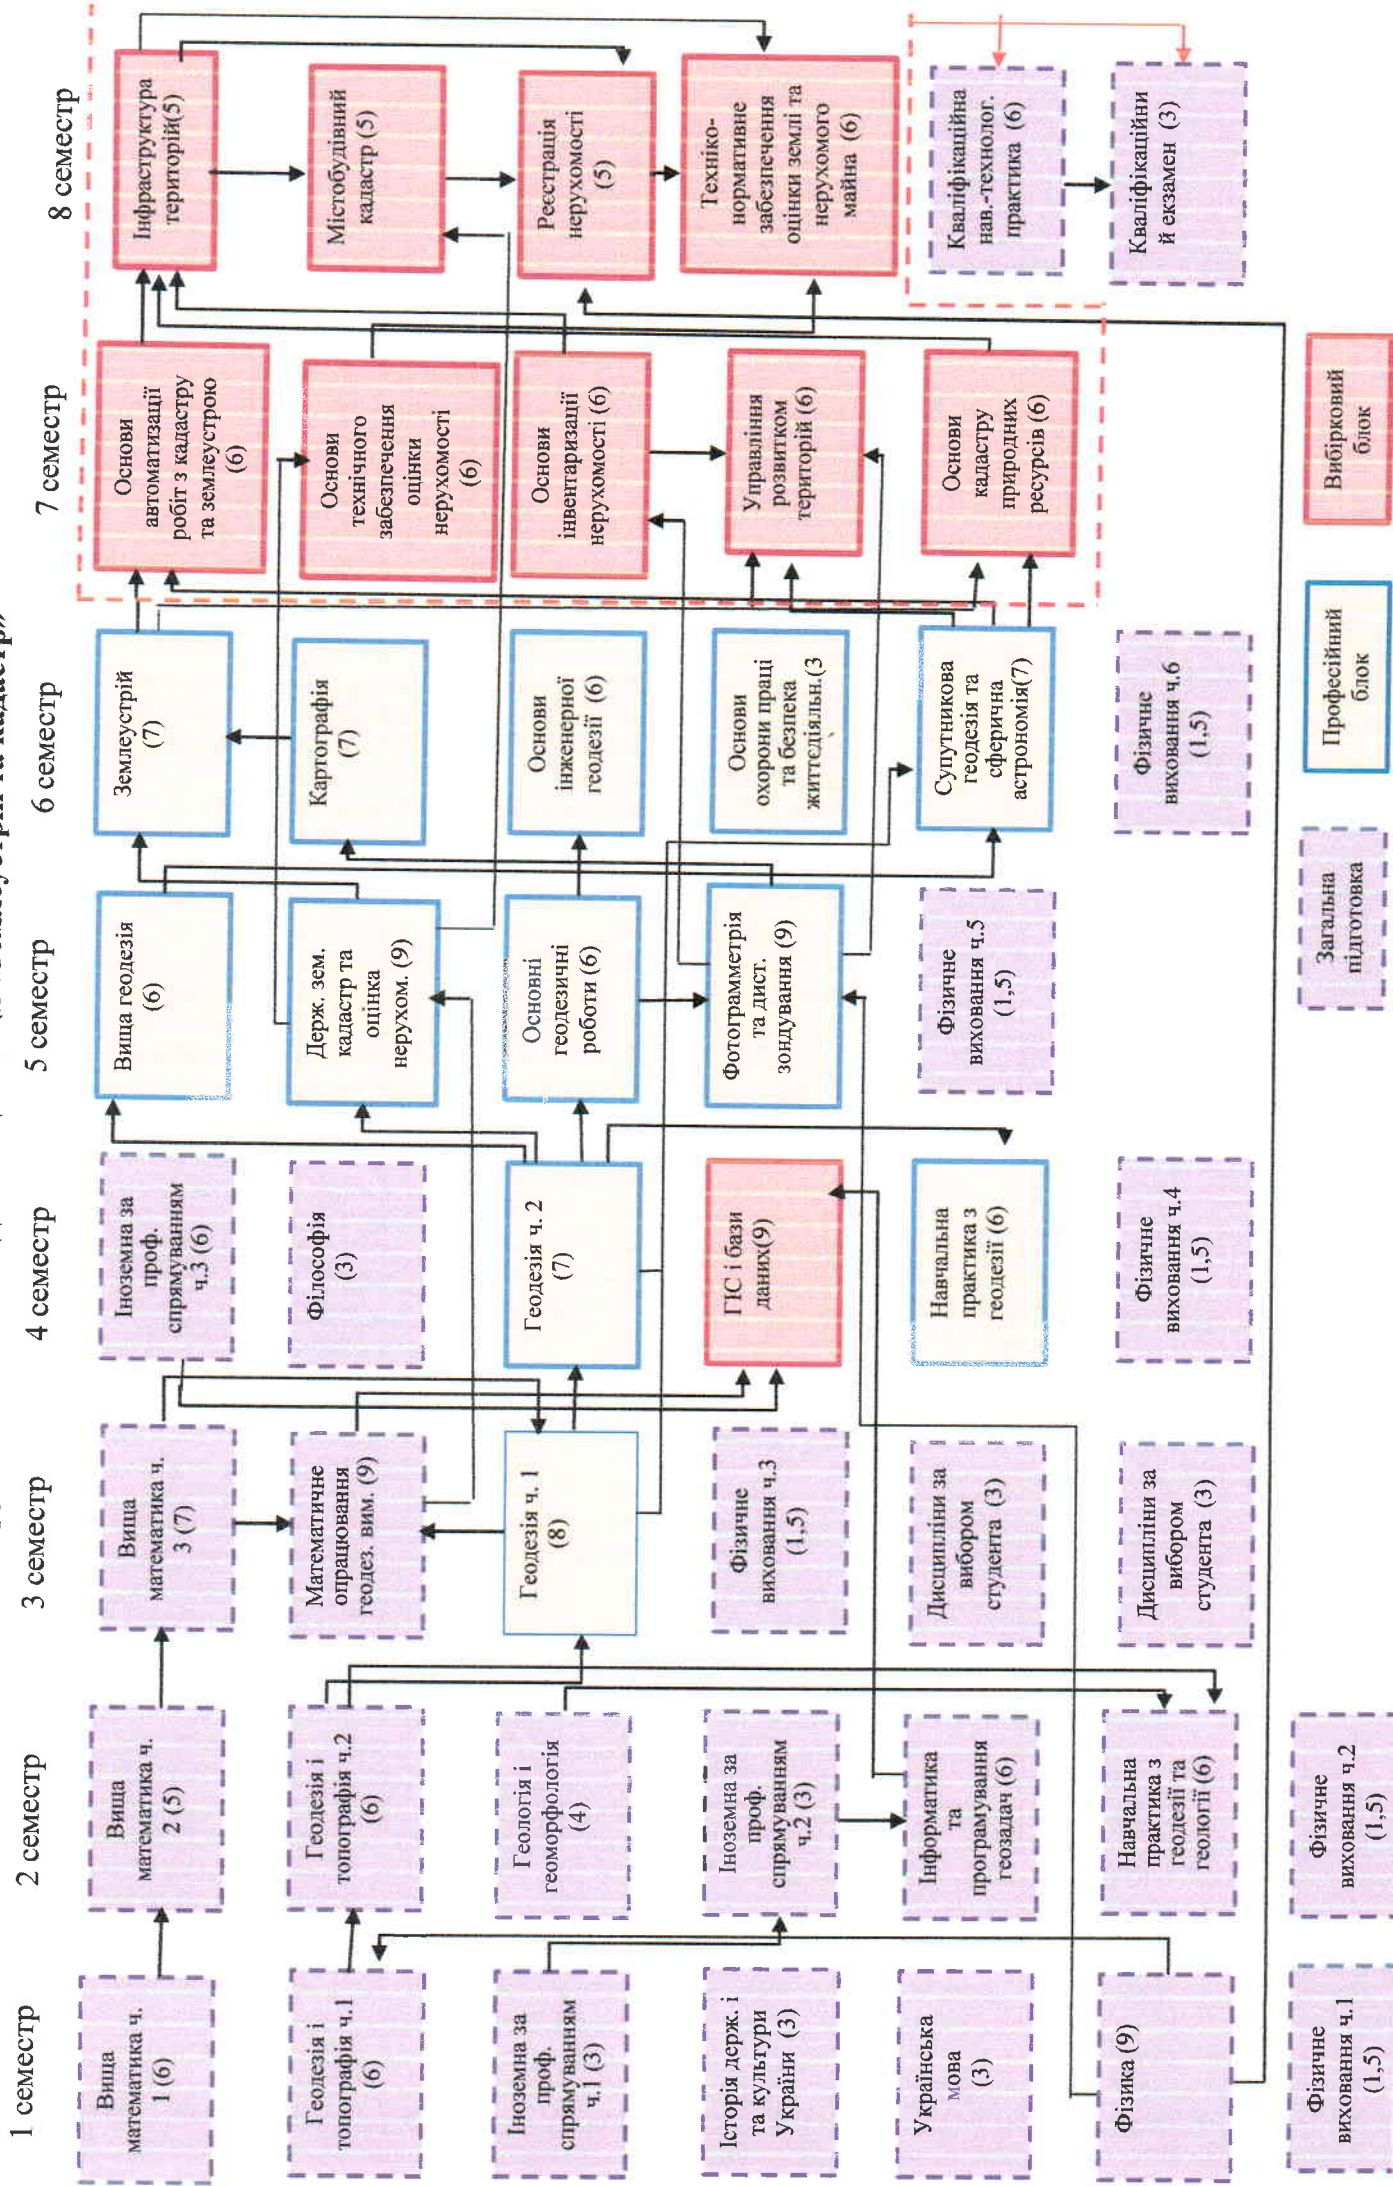 1 семестр
2 семестр
3 семестр
4 семестр
5 семестр
6 семестр
7 семестр
8 семестр
Вища
математика ч.
1 (6)
Геодезія і
топографія ч.1
(6)
Іноземна за
проф.
спрямуванням
ч.1 (3)
Історія держ. і
та культури
України (3)
Українська
мова
(3)
Фізика (9)
Фізичне
виховання ч.1
(1,5)
Вища
математика ч.
2 (5)
Геодезія і
топографія ч.2
(6)
Геологія і
геоморфологія
(4)
Іноземна за
проф.
спрямуванням
ч.2 (3)
Інформатика
та
програмування
геозадач (6)
Навчальна
практика з
геодезії та
геології (6)
Фізичне
виховання ч.2
(1,5)
Вища
математика ч.
3 (7)
Математичне
опрацювання
геодез. вим. (9)
Геодезія ч. 1
(8)
Фізичне
виховання ч.3
(1,5)
Дисципліни за
вибором
студента (3)
Дисципліни за
вибором
студента (3)
Іноземна за
проф.
спрямуванням
ч.3 (6)
Філософія
(3)
Геодезія ч. 2
(7)
ГІС і бази
даних(9)
Навчальна
практика з
геодезії (6)
Фізичне
виховання ч.4
(1,5)
Вища геодезія
(6)
Держ. зем.
кадастр та
оцінка
нерухом. (9)
Основні
геодезичні
роботи (6)
Фотограмметрія
та дист.
зондування (9)
Фізичне
виховання ч.5
(1,5)
Землеустрій
(7)
Картографія
(7)
Основи
інженерної
геодезії (6)
Основи
охорони праці
та безпека
життєдіяльн.(3
Супутникова
геодезія та
сферична
астрономія(7)
Фізичне
виховання ч.6
(1,5)
Основи
автоматизації
робіт з кадастру
та землеустрою
(6)
Основи
технічного
забезпечення
оцінки
нерухомості
(6)
Основи
інвентаризації
нерухомості (6)
Управління
розвитком
територій (6)
Основи
кадастру
природних
ресурсів (6)
Інфраструктура
територій(5)
Містобудівний
кадастр (5)
Реєстрація
нерухомості
(5)
Техніко-
нормативне
забезпечення
оцінки землі та
нерухомого
майна (6)
Кваліфікаційна
нав.-технолог.
практика (6)
Кваліфікаційни
й екзамен (3)
Загальна
підготовка
Професійний
блок
Вибірковий
блок